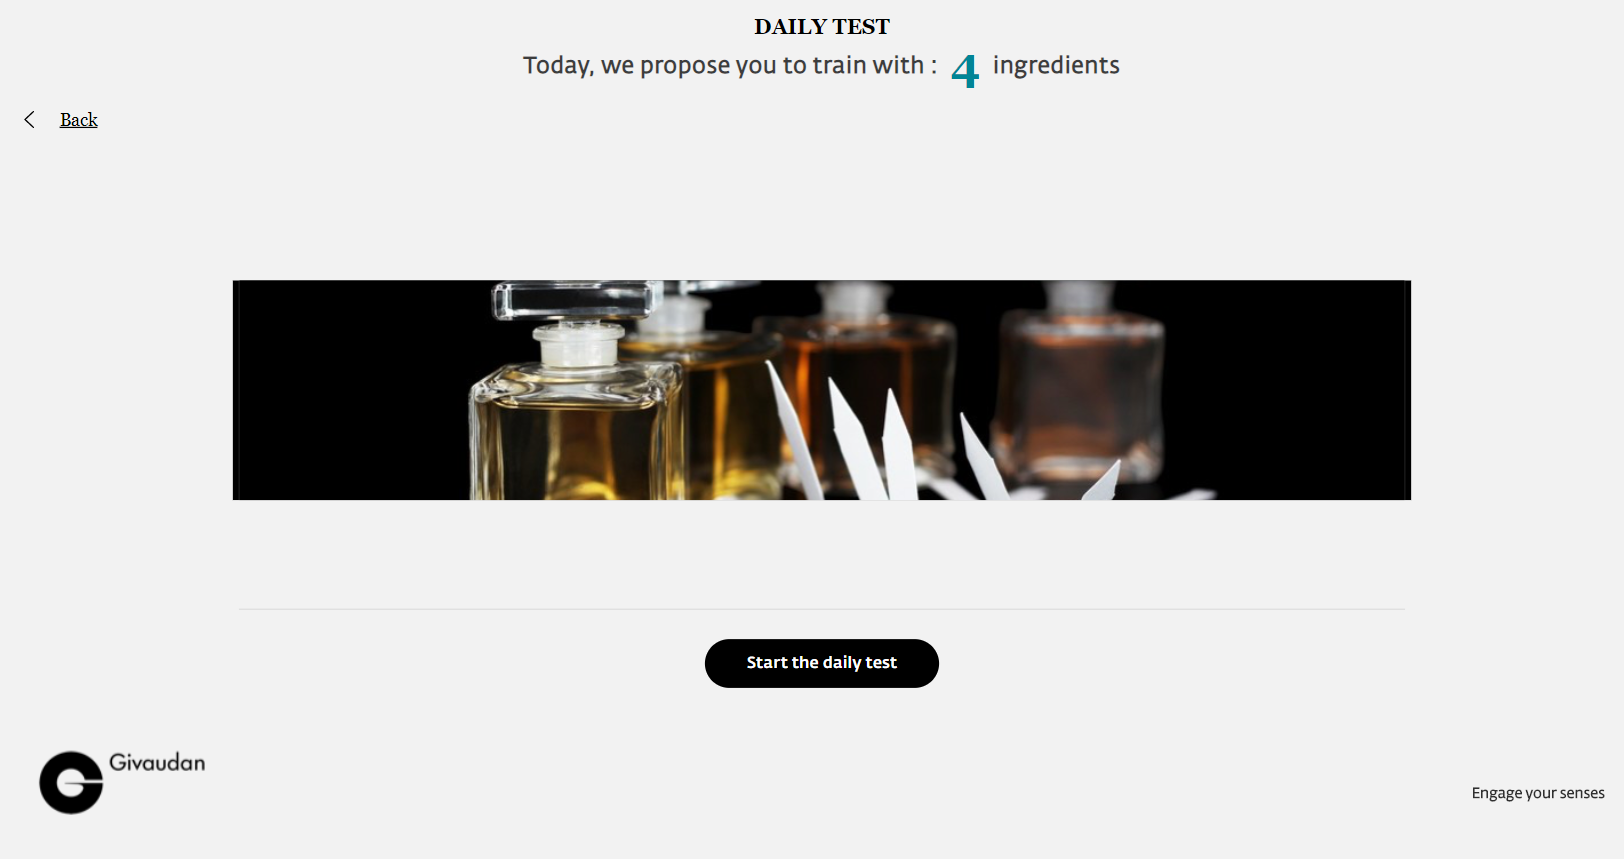 DAILY TEST
Today, we propose you to train with : 4 ingredients
Back
Start the daily test
Givaudan
Engage your senses